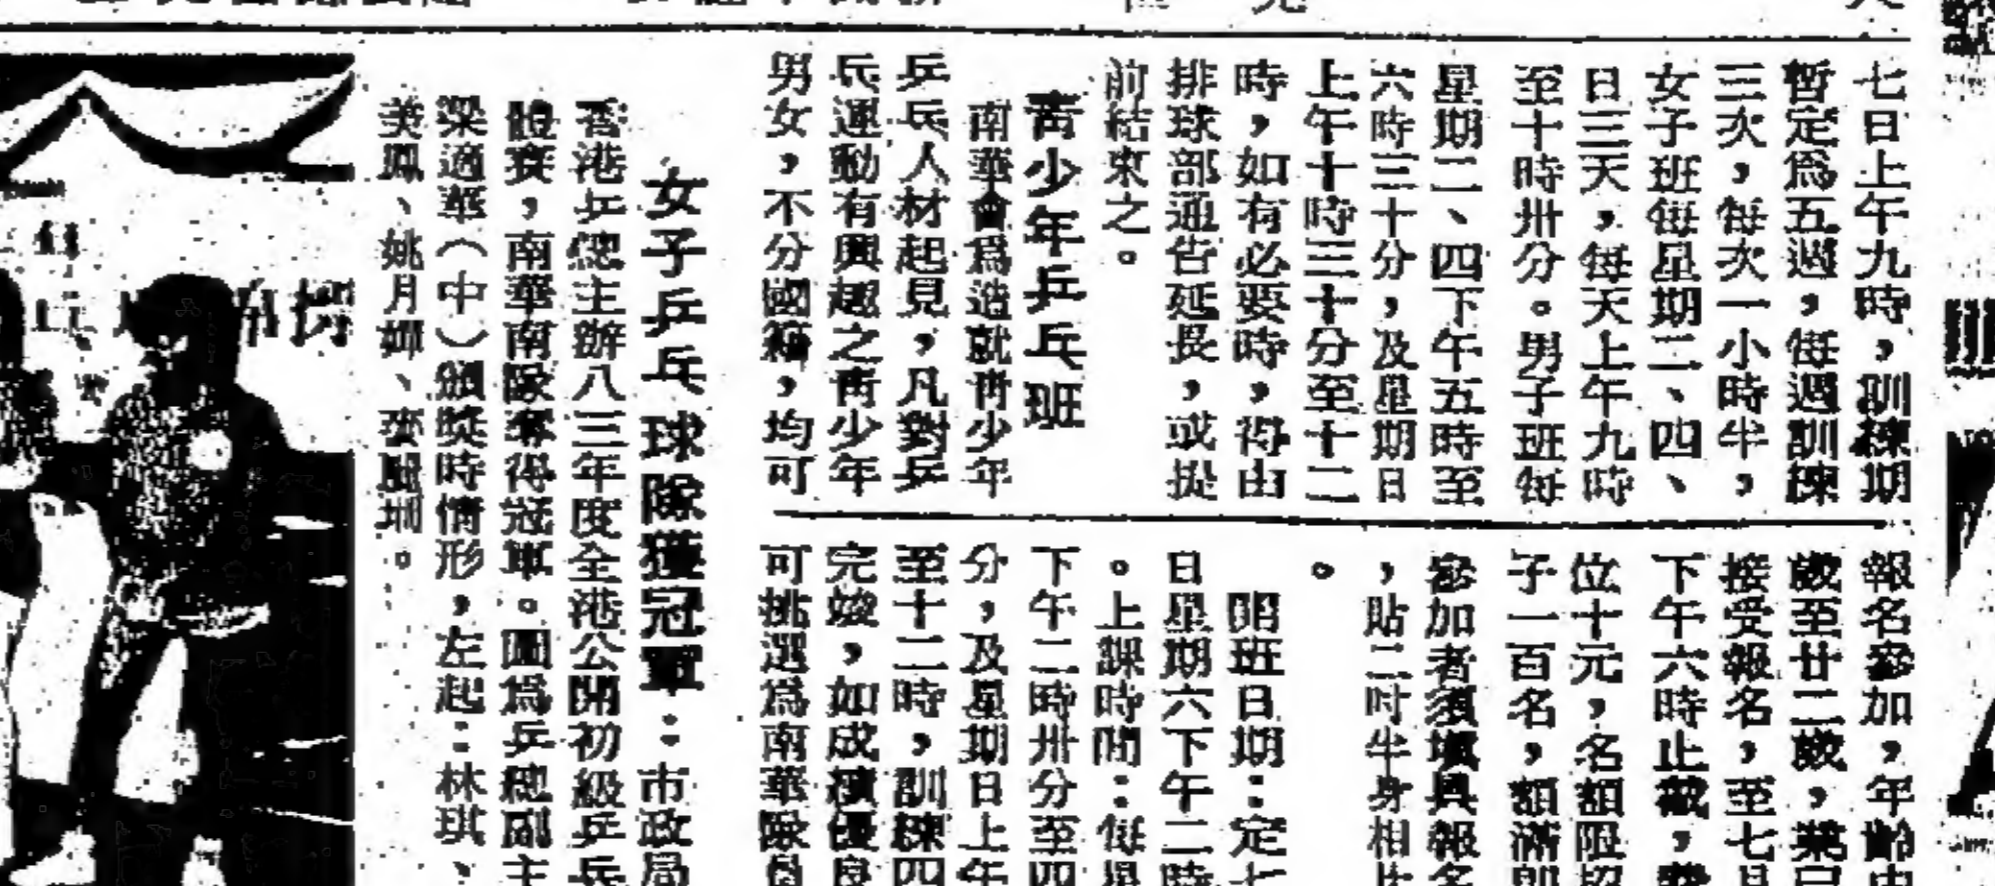 七日上午九時，訓練期
暫定為五週，每週訓練
三次，每次一小時半，
女子班每星期二、四、
日三天，每天上午九時
至十時卅分。男子班每
星期二、四下午五時至
六時三十分，及星期日
上午十時三十分至十二
時，如有必要時，得由
排球部通告延長，或提
前結束之。
青少年乒乓班
南華會為造就青少年
乒乓人材起見，凡對乒
乓運動有興趣之青少年
男女，不分國籍，均可
報名參加，年齡由
歲至廿二歲，業已
接受報名，至七月
下午六時止截，
位十元，名額限招
子一百名，額滿即
參加者須填具報名
，貼二吋半身相片
。
開班日期：定七
日星期六下午二時
。上課時間：每星
下午二時卅分至四
分，及星期日上午
至十二時，訓練四
完竣，如成績優良
可挑選為南華隊員
女子乒乓球隊獲冠軍：市政局
香港乒總主辦八三年度全港公開初級乒乓
體賽，南華南隊奪得冠軍。圖為乒總副主
梁適華（中）頒獎時情形，左起：林琪、
美鳳、姚月嬋、麥